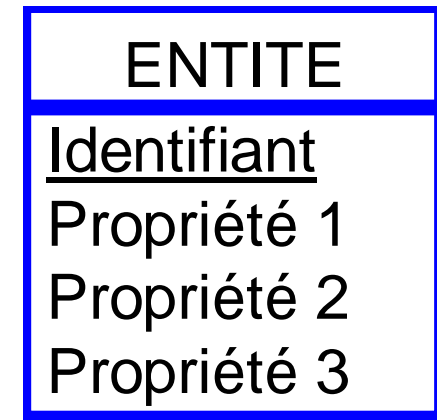 ENTITE
Identifiant
Propriété 1
Propriété 2
Propriété 3